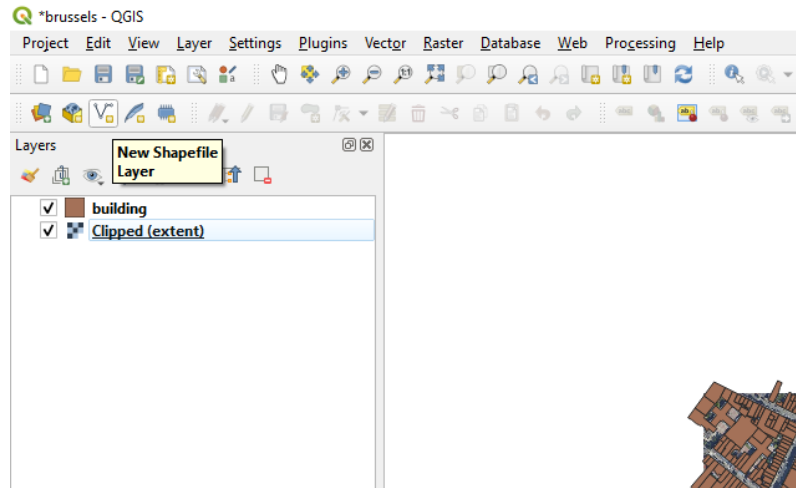 *brussels - QGIS
Project Edit View Layer Settings Plugins Vector Raster Database Web Processing Help
Layers
New Shapefile
Layer
building
Clipped (extent)